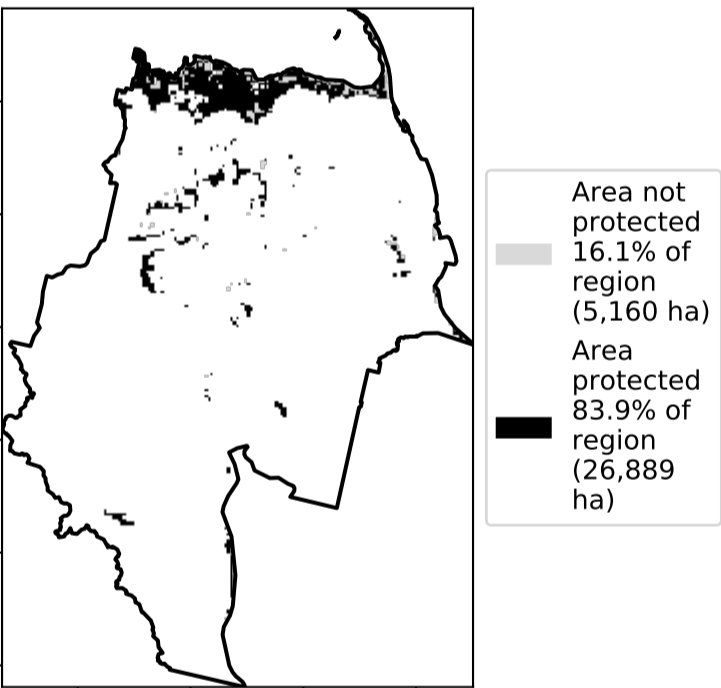 Area not
protected
16.1% of
region
(5,160 ha)
Area
protected
83.9% of
region
(26,889
ha)